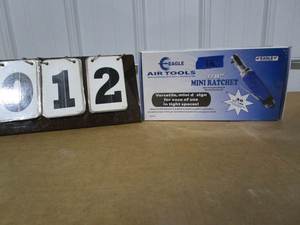 012
EAGLE
EAGLE
AIR TOOLS
MINI RATCHET
Versatile, mini d sign
for ease of use
in tight spaces!